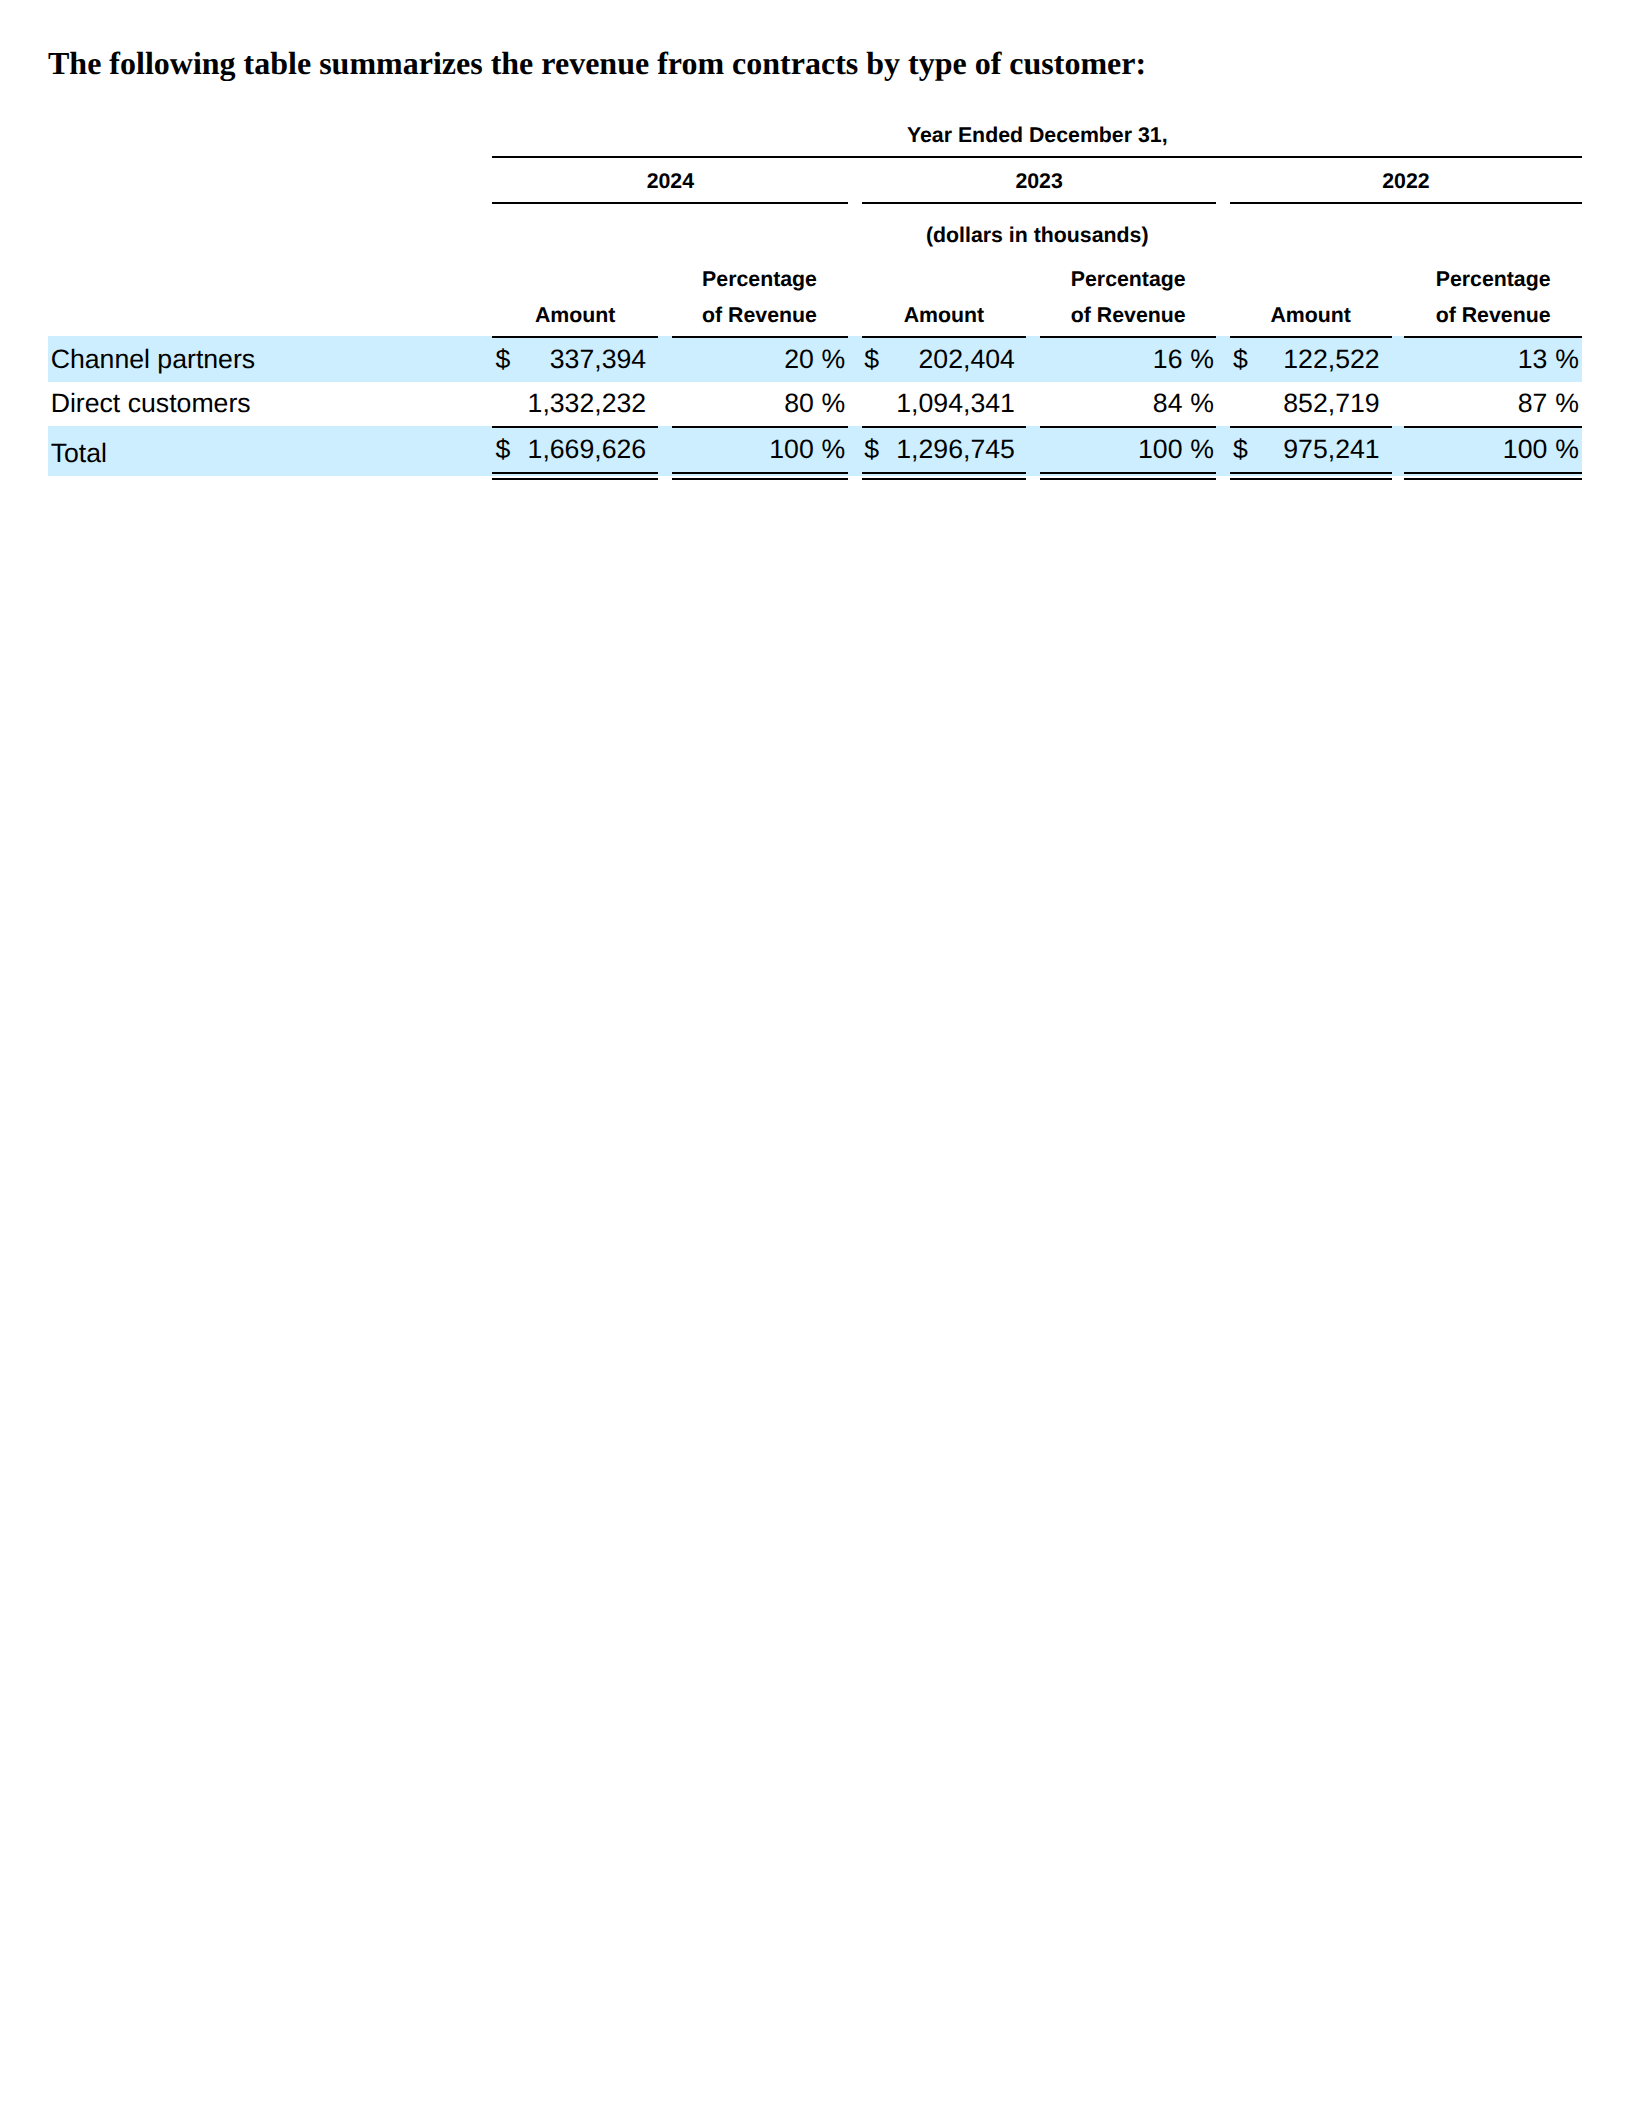 The following table summarizes the revenue from contracts by type of customer:
Year Ended December 31,
2024 2023 2022
(dollars in thousands)
Percentage Percentage Percentage
Amount of Revenue Amount of Revenue Amount of Revenue
Channel partners $ 337,394 20 % $ 202,404 16 % $ 122,522 13 %
Direct customers 1,332,232 80 % 1,094,341 84 % 852,719 87 %
Total $ 1,669,626 100 % $ 1,296,745 100 % $ 975,241 100 %